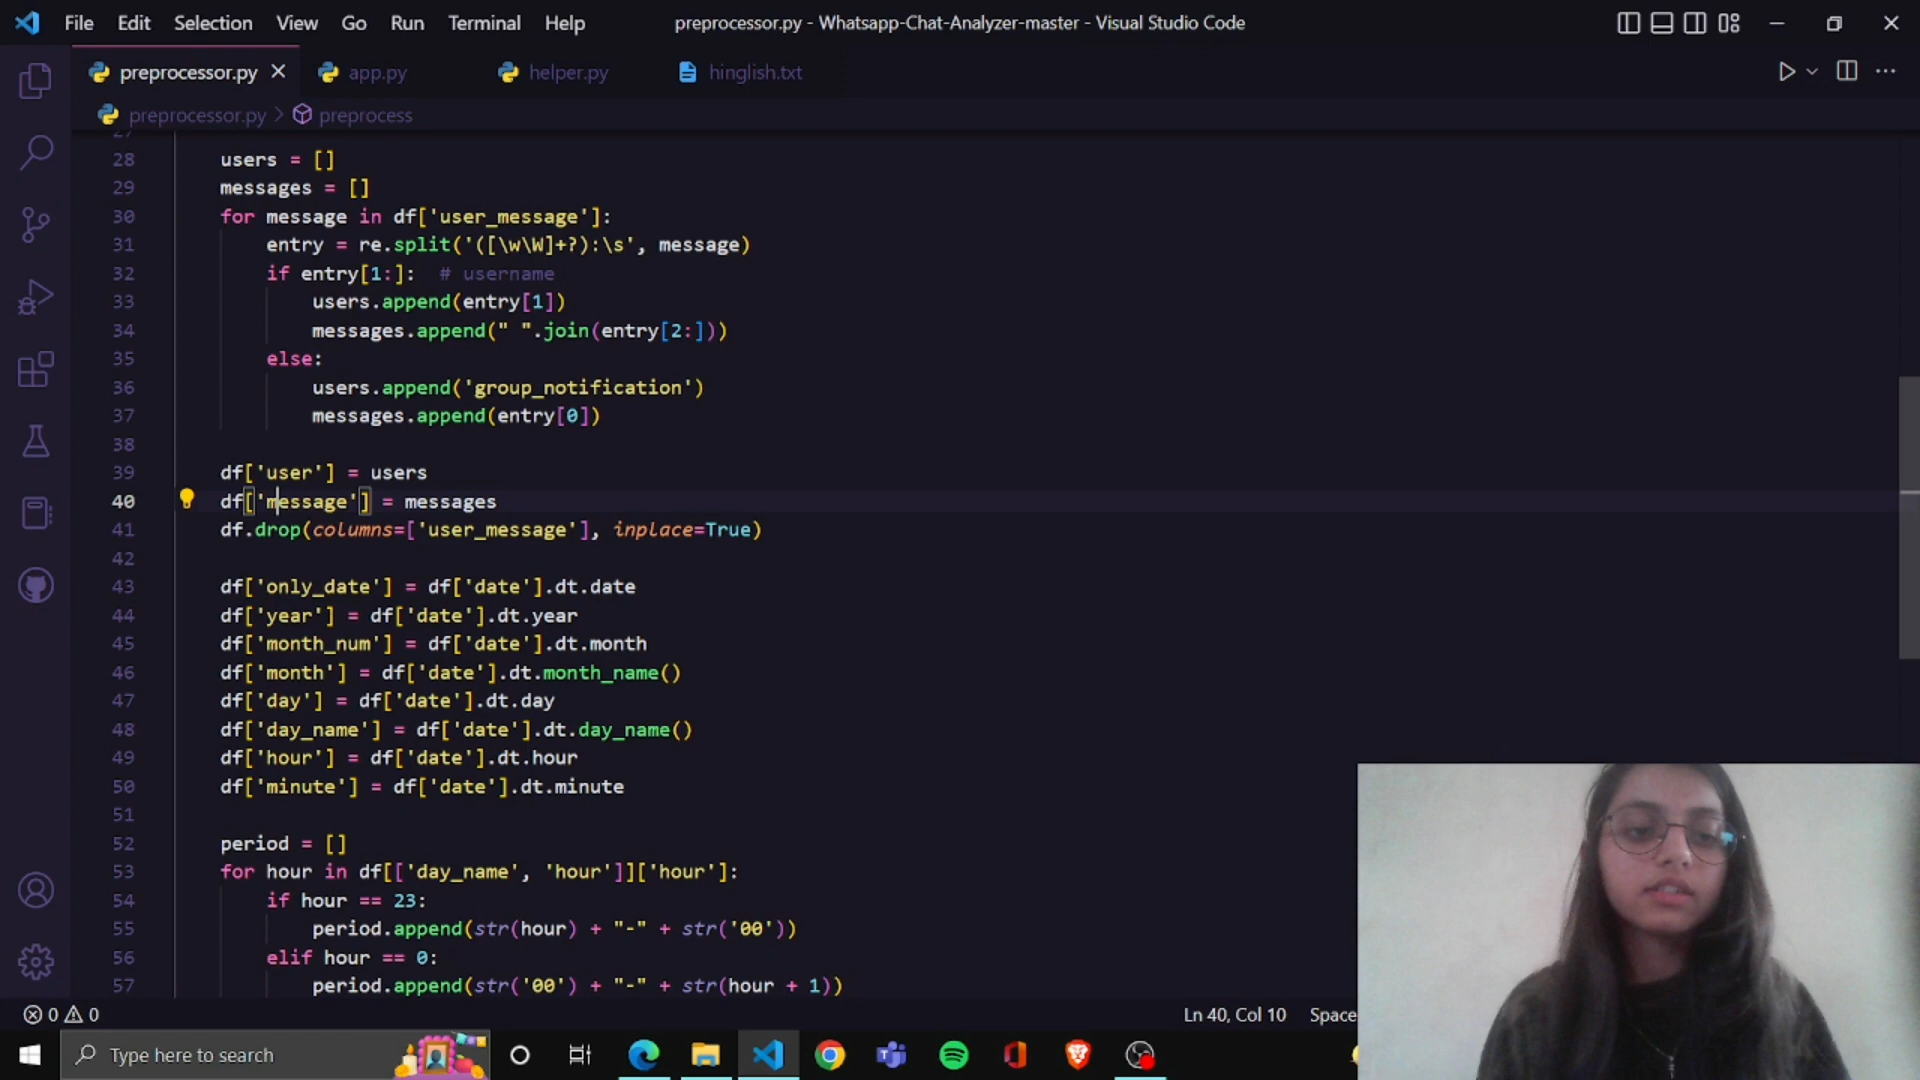 File Edit Selection View Go Run Terminal Help preprocessor.py - Whatsapp-Chat-Analyzer-master - Visual Studio Code
preprocessor.py app.py helper.py hinglish.txt
preprocessor.py > preprocess
27
28 users = []
29 messages = []
30 for message in df['user_message']:
31 entry = re.split('([\w\W]+?):\s', message)
32 if entry[1:]: # username
33 users.append(entry[1])
34 messages.append(" ".join(entry[2:]))
35 else:
36 users.append('group_notification')
37 messages.append(entry[0])
38
39 df['user'] = users
40 df['message'] = messages
41 df.drop(columns=['user_message'], inplace=True)
42
43 df['only_date'] = df['date'].dt.date
44 df['year'] = df['date'].dt.year
45 df['month_num'] = df['date'].dt.month
46 df['month'] = df['date'].dt.month_name()
47 df['day'] = df['date'].dt.day
48 df['day_name'] = df['date'].dt.day_name()
49 df['hour'] = df['date'].dt.hour
50 df['minute'] = df['date'].dt.minute
51
52 period = []
53 for hour in df[['day_name', 'hour']]['hour']:
54 if hour == 23:
55 period.append(str(hour) + "-" + str('00'))
56 elif hour == 0:
57 period.append(str('00') + "-" + str(hour + 1))
0 0 Ln 40, Col 10 Space
Type here to search